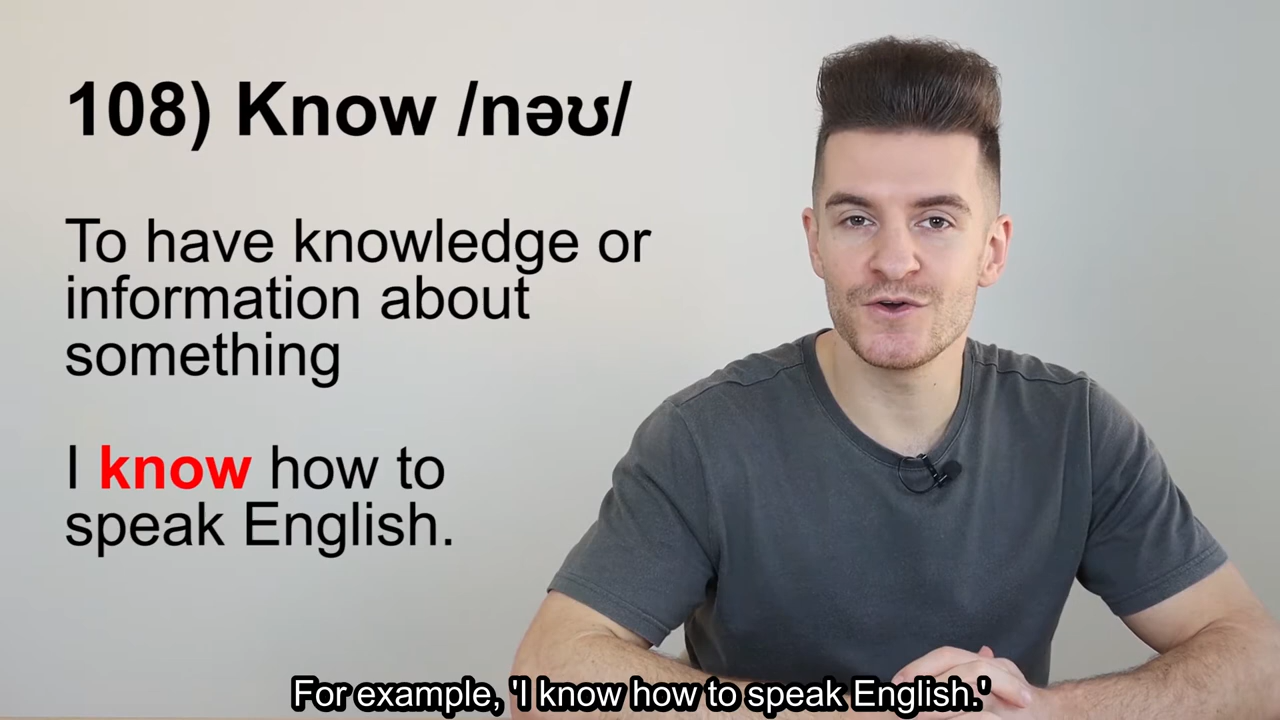 108) Know /nəʊ/
To have knowledge or
information about
something
I know how to
speak English.
For example, 'I know how to speak English.'